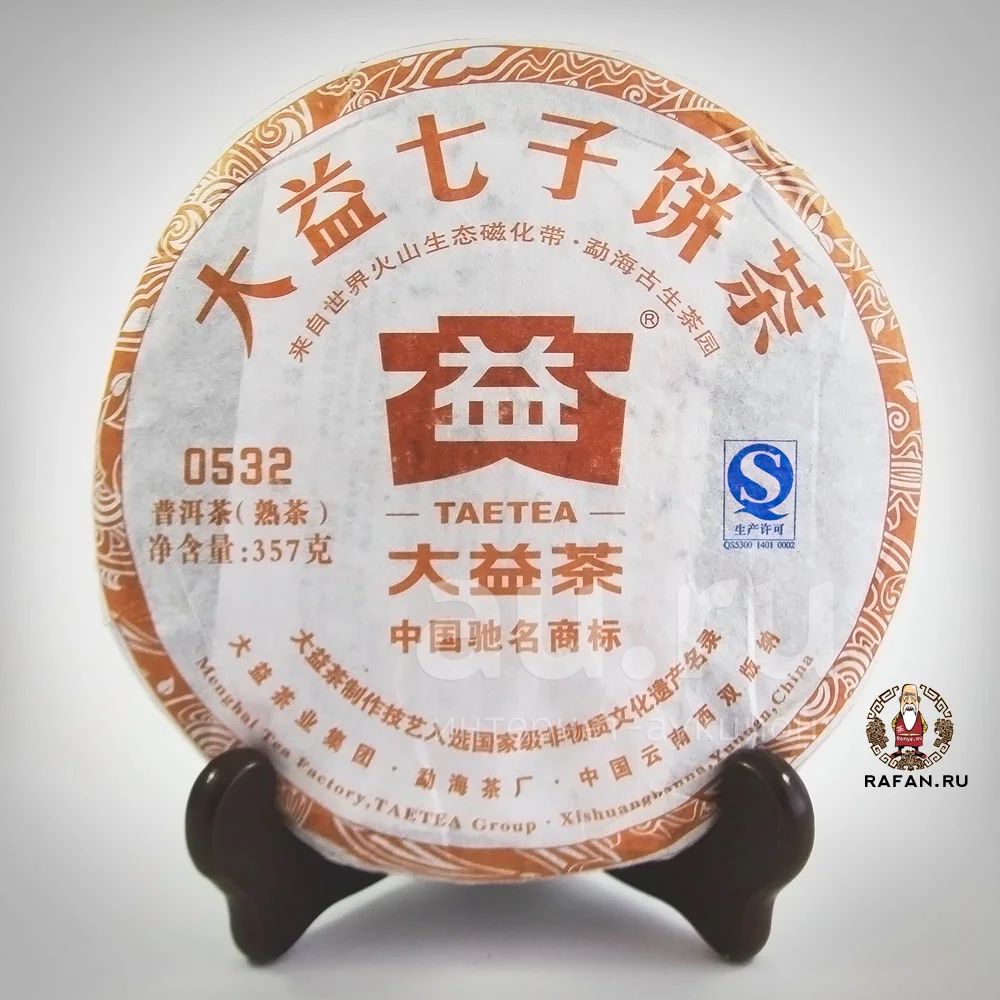 大益七子饼茶
来自世界火山生态磁化带·勐海古生茶园
益
®
— TAETEA —
大益茶
中国驰名商标
0532
普洱茶(熟茶)
净含量:357克
S
生产许可
QS5300 1401 0002
大益茶制作技艺入选国家级非物质文化遗产名录
大益茶业集团·勐海茶厂·中国云南西双版纳
Menghai Tea Factory,TAETEA Group·Xishuangbanna,Yunnan,China
au.ru
интернет-аукцион
RAFAN.RU